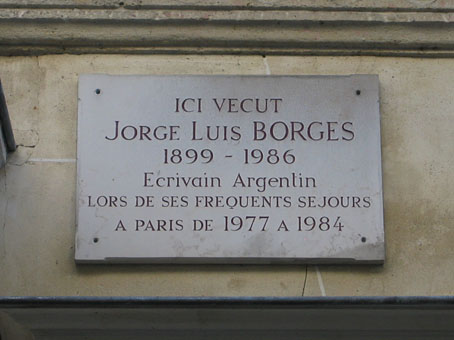 ICI VECUT
JORGE LUIS BORGES
1899 - 1986
Ecrivain Argentin
LORS DE SES FREQUENTS SEJOURS
A PARIS DE 1977 A 1984